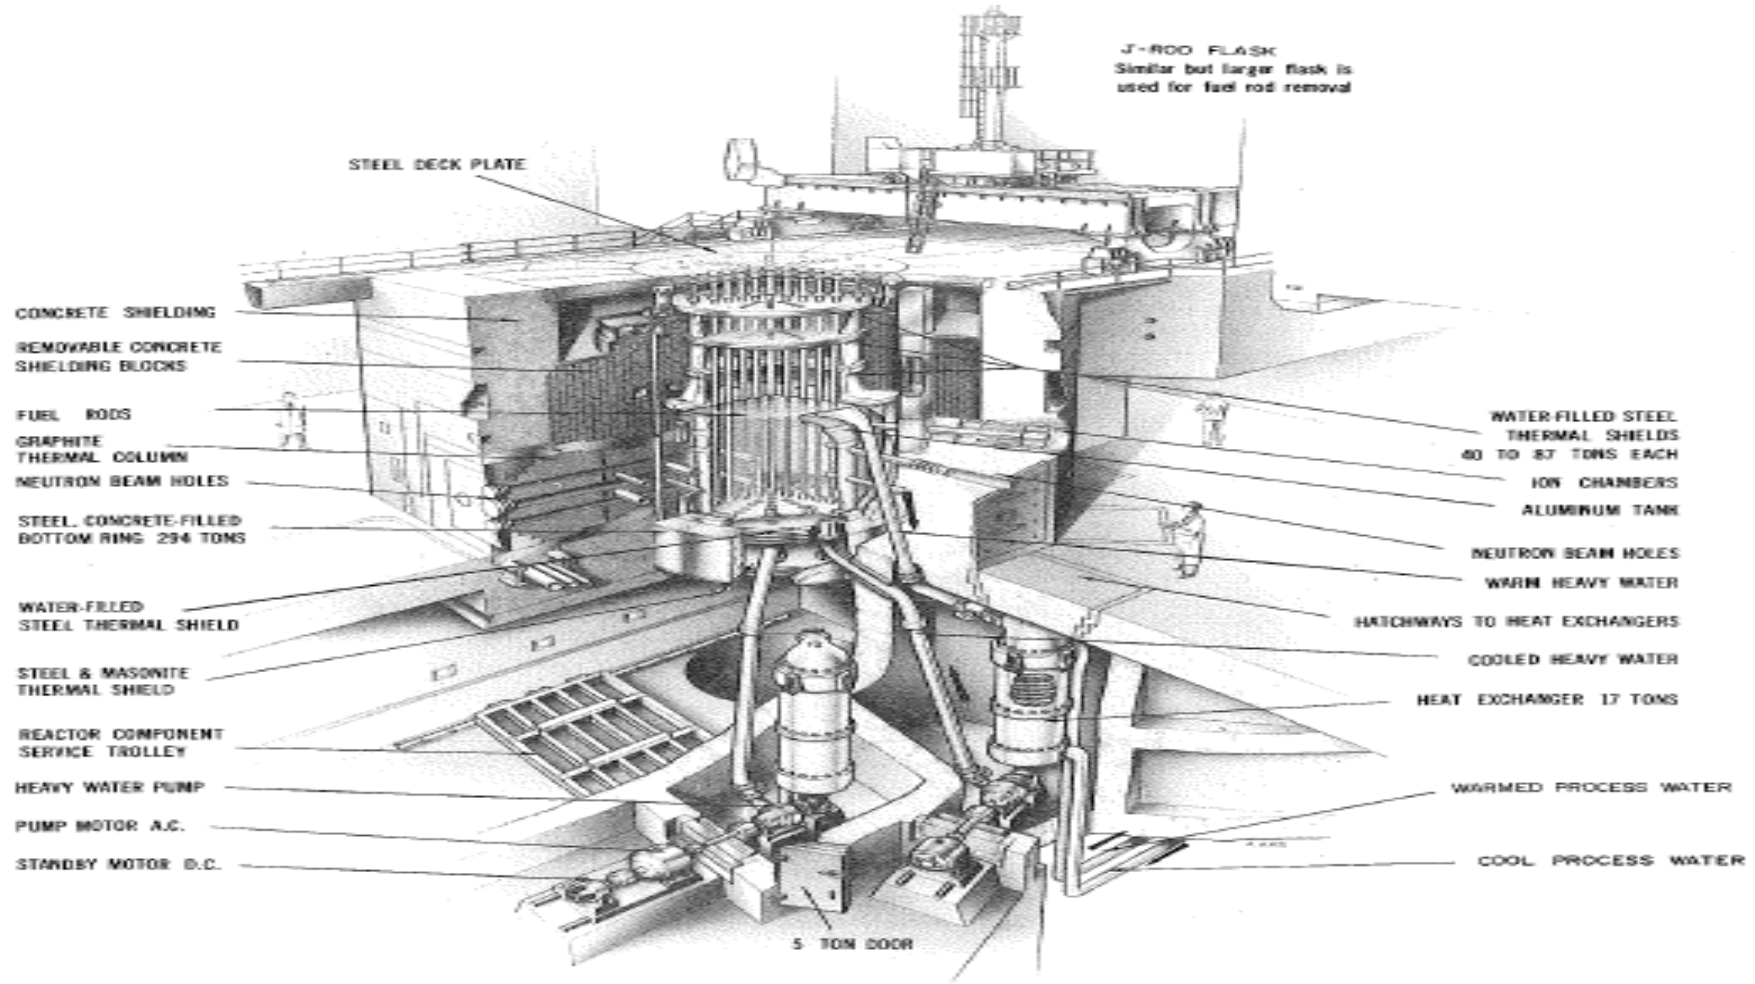 J-ROD FLASK
Similar but larger flask is
used for fuel rod removal
STEEL DECK PLATE
CONCRETE SHIELDING
REMOVABLE CONCRETE
SHIELDING BLOCKS
FUEL RODS
GRAPHITE
THERMAL COLUMN
NEUTRON BEAM HOLES
STEEL, CONCRETE-FILLED
BOTTOM RING 294 TONS
WATER-FILLED
STEEL THERMAL SHIELD
STEEL & MASONITE
THERMAL SHIELD
REACTOR COMPONENT
SERVICE TROLLEY
HEAVY WATER PUMP
PUMP MOTOR A.C.
STANDBY MOTOR D.C.
5 TON DOOR
WATER-FILLED STEEL
THERMAL SHIELDS
40 TO 87 TONS EACH
ION CHAMBERS
ALUMINUM TANK
NEUTRON BEAM HOLES
WARM HEAVY WATER
HATCHWAYS TO HEAT EXCHANGERS
COOLED HEAVY WATER
HEAT EXCHANGER 17 TONS
WARMED PROCESS WATER
COOL PROCESS WATER